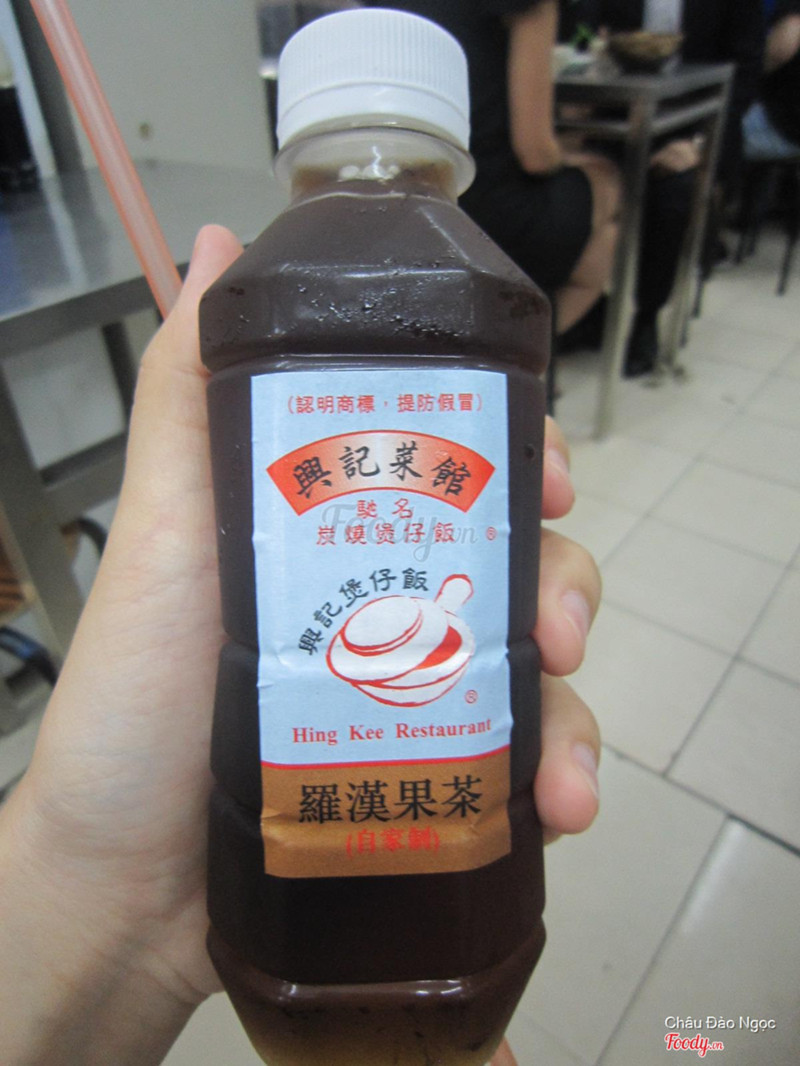 (認明商標，提防假冒)
興記菜館
馳名
炭燒煲仔飯 ®
Foody.vn
興記煲仔飯
®
Hing Kee Restaurant
羅漢果茶
(自家制)
Châu Đào Ngọc
Foody.vn